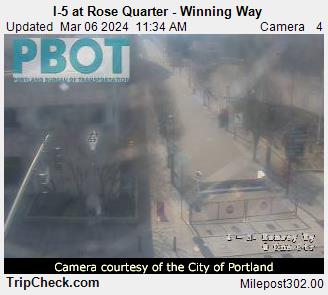 I-5 at Rose Quarter - Winning Way
Updated Mar 06 2024 11:34 AM Camera 4
PBOT
PORTLAND BUREAU OF TRANSPORTATION
Camera courtesy of the City of Portland
TripCheck.com Milepost302.00